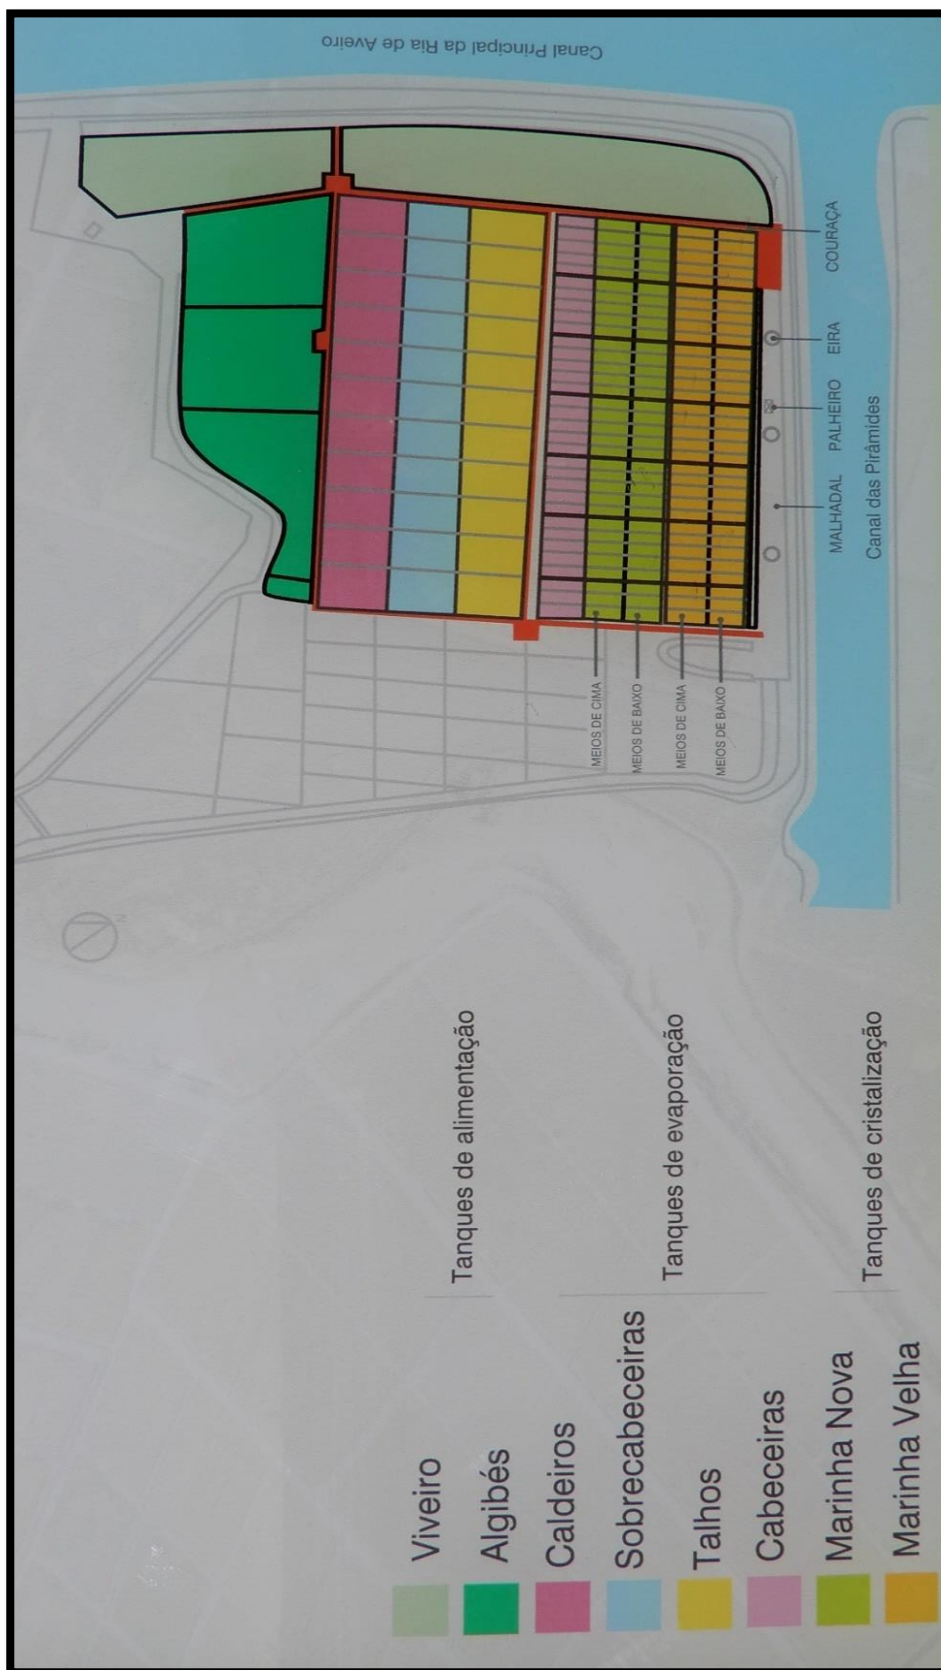 Canal Principal da Ria de Aveiro
COURAÇA
EIRA
PALHEIRO
MALHADAL
Canal das Pirâmides
MEIOS DE CIMA
MEIOS DE BAIXO
MEIOS DE CIMA
MEIOS DE BAIXO
N
Viveiro
Algibés
Tanques de alimentação
Caldeiros
Sobrecabeceiras
Talhos
Cabeceiras
Tanques de evaporação
Marinha Nova
Marinha Velha
Tanques de cristalização